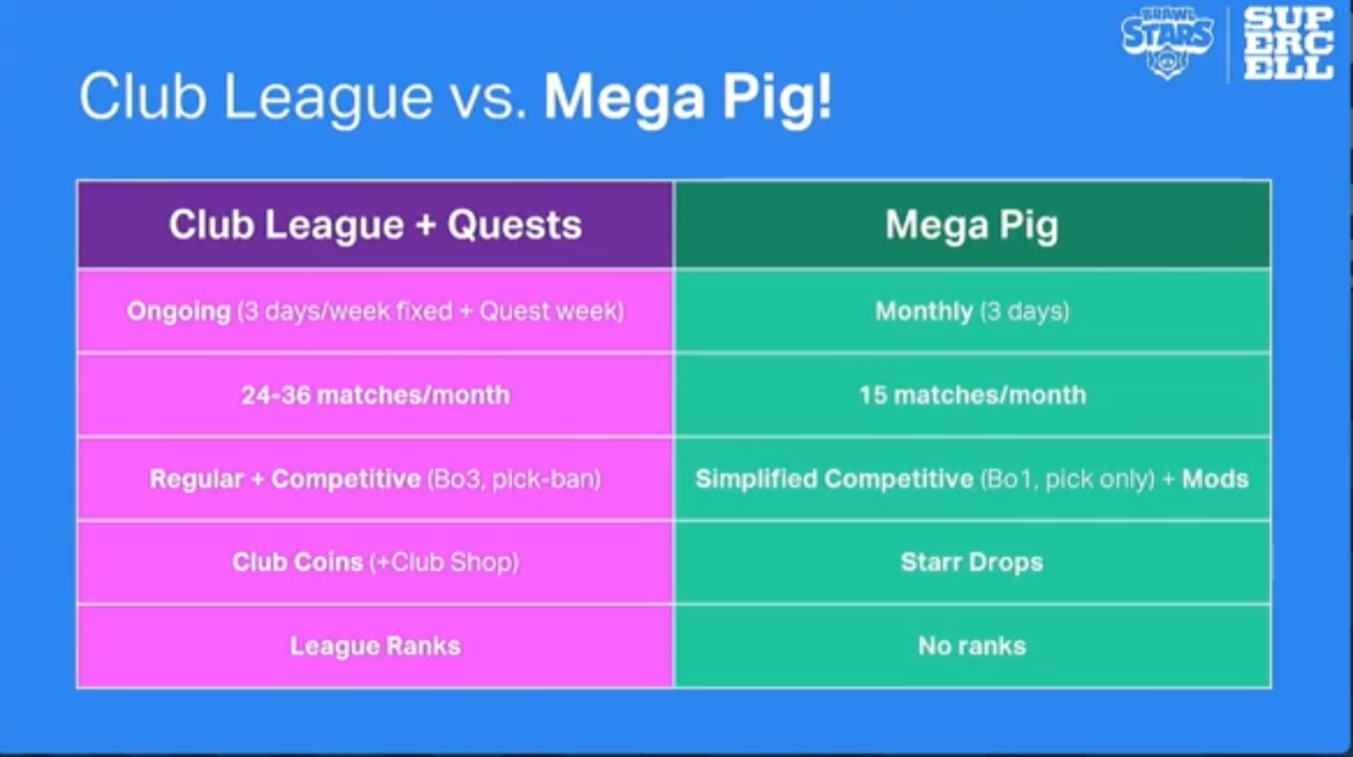 BRAWL
STARS
SUP
ERC
ELL
Club League vs. Mega Pig!
Club League + Quests
Mega Pig
Ongoing (3 days/week fixed + Quest week)
Monthly (3 days)
24-36 matches/month
15 matches/month
Regular + Competitive (Bo3, pick-ban)
Simplified Competitive (Bo1, pick only) + Mods
Club Coins (+Club Shop)
Starr Drops
League Ranks
No ranks